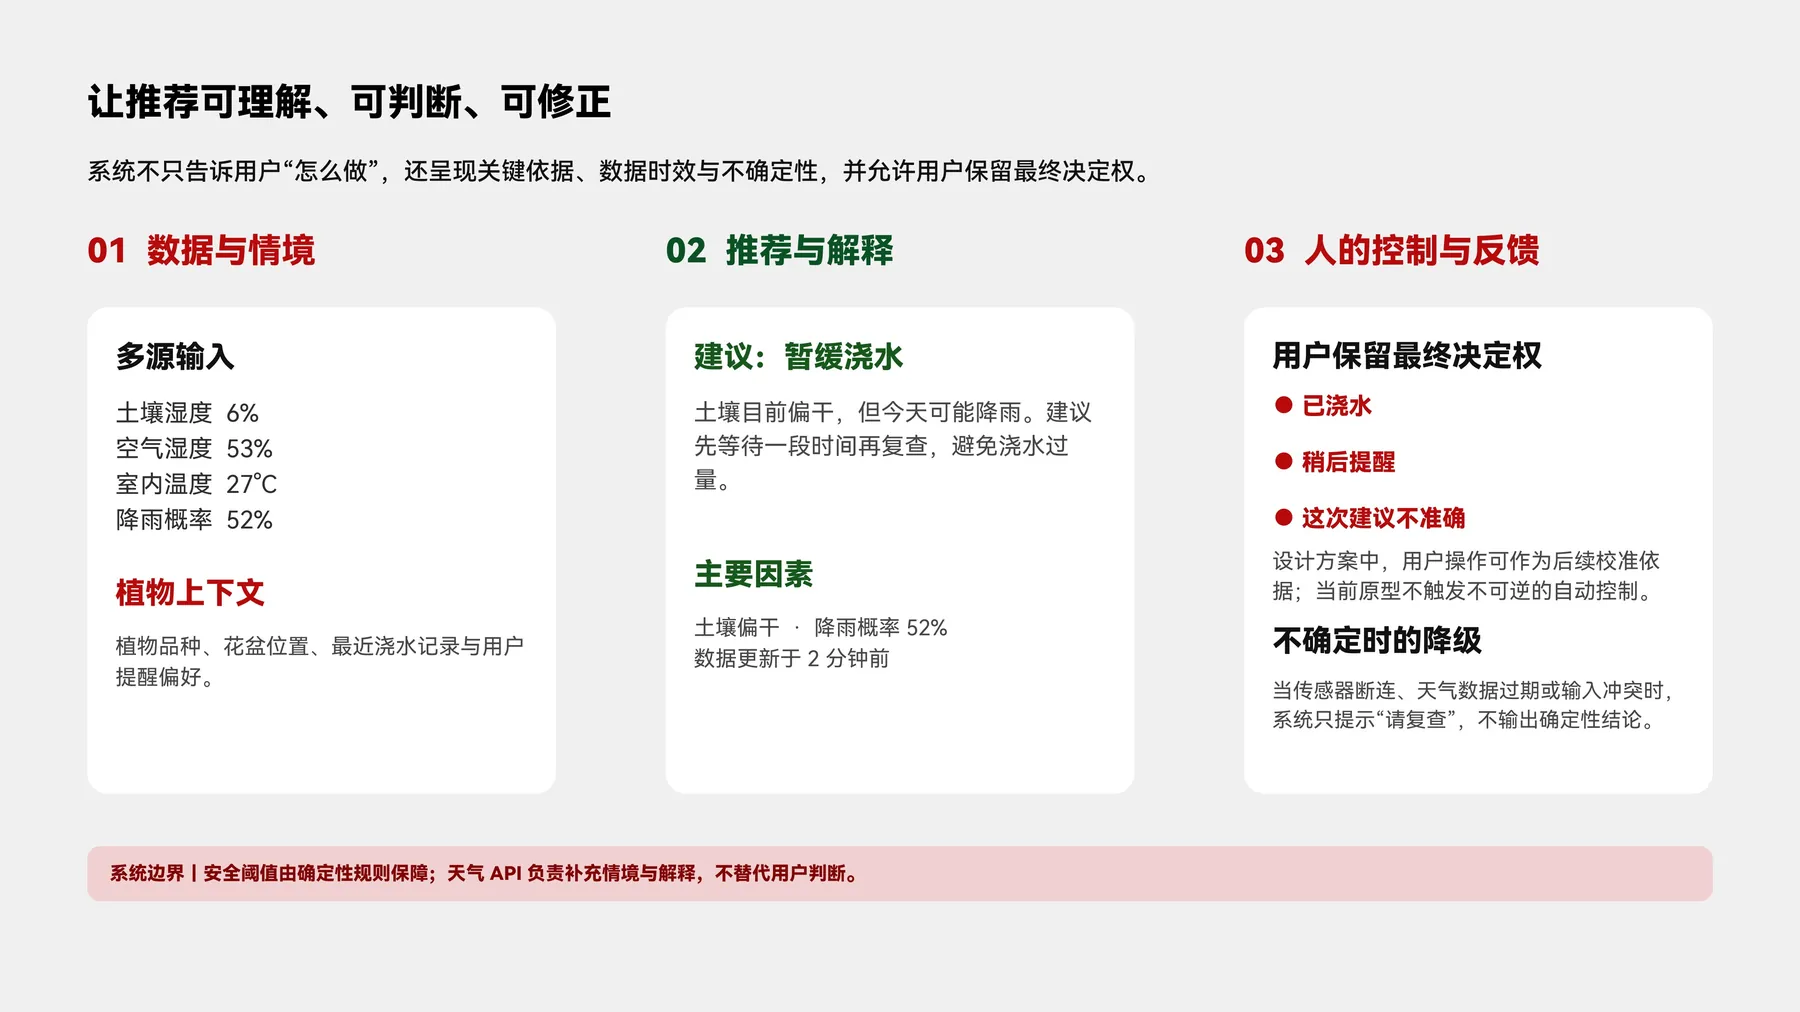 让推荐可理解、可判断、可修正
系统不只告诉用户“怎么做”，还呈现关键依据、数据时效与不确定性，并允许用户保留最终决定权。
01 数据与情境
多源输入
土壤湿度 6%
空气湿度 53%
室内温度 27℃
降雨概率 52%
植物上下文
植物品种、花盆位置、最近浇水记录与用户
提醒偏好。
02 推荐与解释
建议：暂缓浇水
土壤目前偏干，但今天可能降雨。建议
先等待一段时间再复查，避免浇水过
量。
主要因素
土壤偏干 · 降雨概率 52%
数据更新于 2 分钟前
03 人的控制与反馈
用户保留最终决定权
● 已浇水
● 稍后提醒
● 这次建议不准确
设计方案中，用户操作可作为后续校准依
据；当前原型不触发不可逆的自动控制。
不确定时的降级
当传感器断连、天气数据过期或输入冲突时，
系统只提示“请复查”，不输出确定性结论。
系统边界丨安全阈值由确定性规则保障；天气 API 负责补充情境与解释，不替代用户判断。